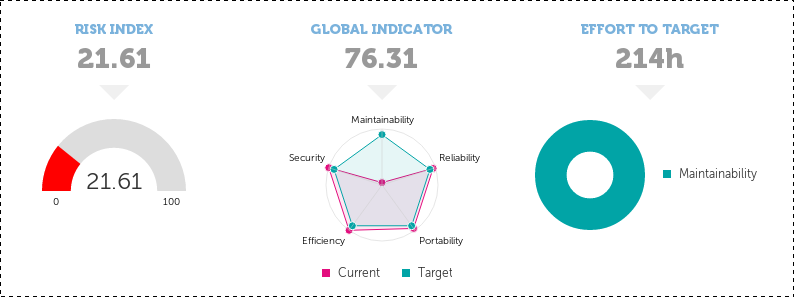 RISK INDEX
21.61
21.61
0
100
GLOBAL INDICATOR
76.31
Maintainability
Security
Reliability
Efficiency
Portability
Current
Target
EFFORT TO TARGET
214h
Maintainability